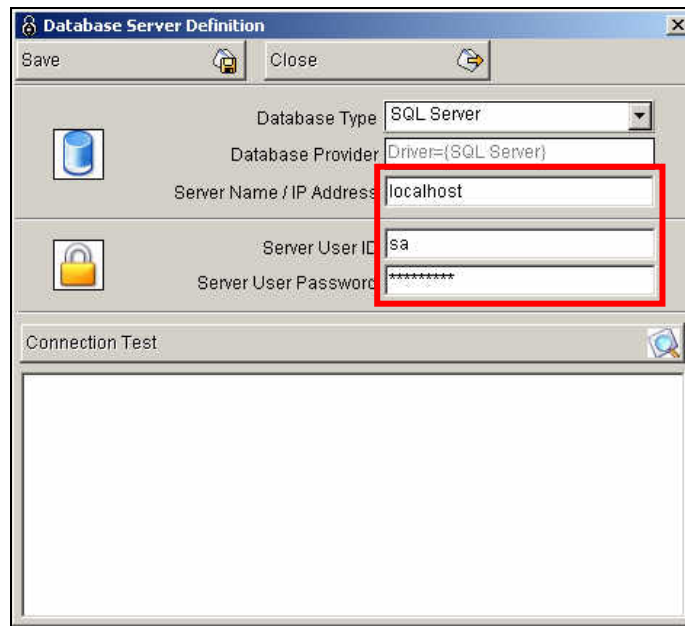 Database Server Definition
Save Close
Database Type SQL Server
Database Provider Driver={SQL Server}
Server Name / IP Address localhost
Server User ID sa
Server User Password *********
Connection Test